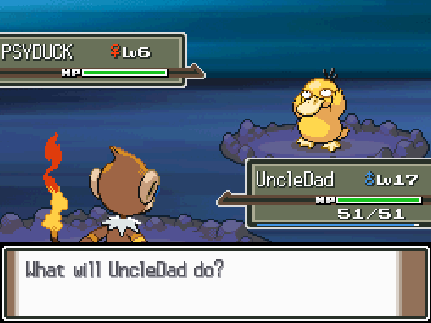 PSYDUCK ♀Lv6
HP
UncleDad ♂Lv17
HP
51/51
What will UncleDad do?